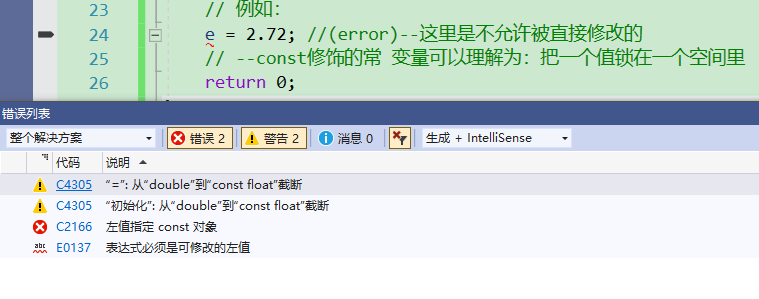 23 // 例如:
24 e = 2.72; //(error)--这里是不允许被直接修改的
25 // --const修饰的常 变量可以理解为: 把一个值锁在一个空间里
26 return 0;
错误列表
整个解决方案 错误 2 警告 2 消息 0 生成 + IntelliSense
代码 说明
C4305 “=”: 从“double”到“const float”截断
C4305 “初始化”: 从“double”到“const float”截断
C2166 左值指定 const 对象
abc E0137 表达式必须是可修改的左值